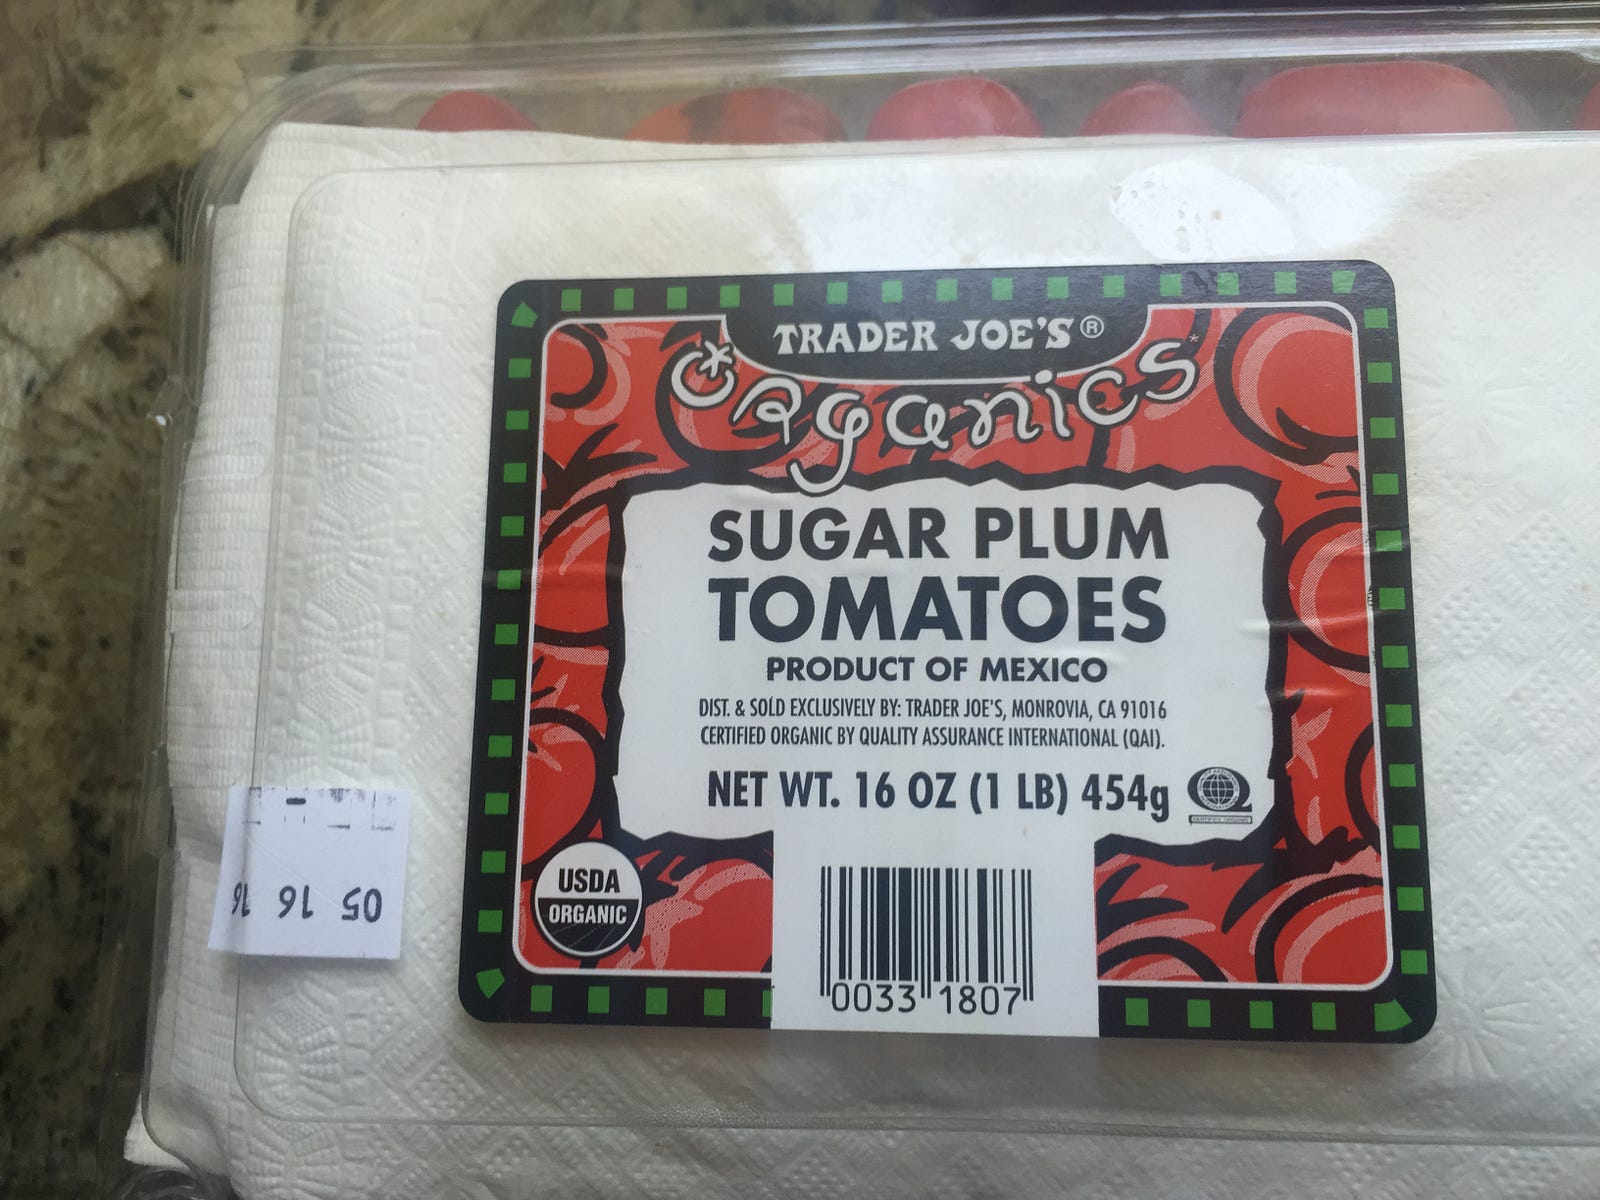 TRADER JOE'S®
ORganics*
SUGAR PLUM
TOMATOES
PRODUCT OF MEXICO
DIST. & SOLD EXCLUSIVELY BY: TRADER JOE'S, MONROVIA, CA 91016
CERTIFIED ORGANIC BY QUALITY ASSURANCE INTERNATIONAL (QAI).
NET WT. 16 OZ (1 LB) 454g
USDA
ORGANIC
0033 1807
05 16 16